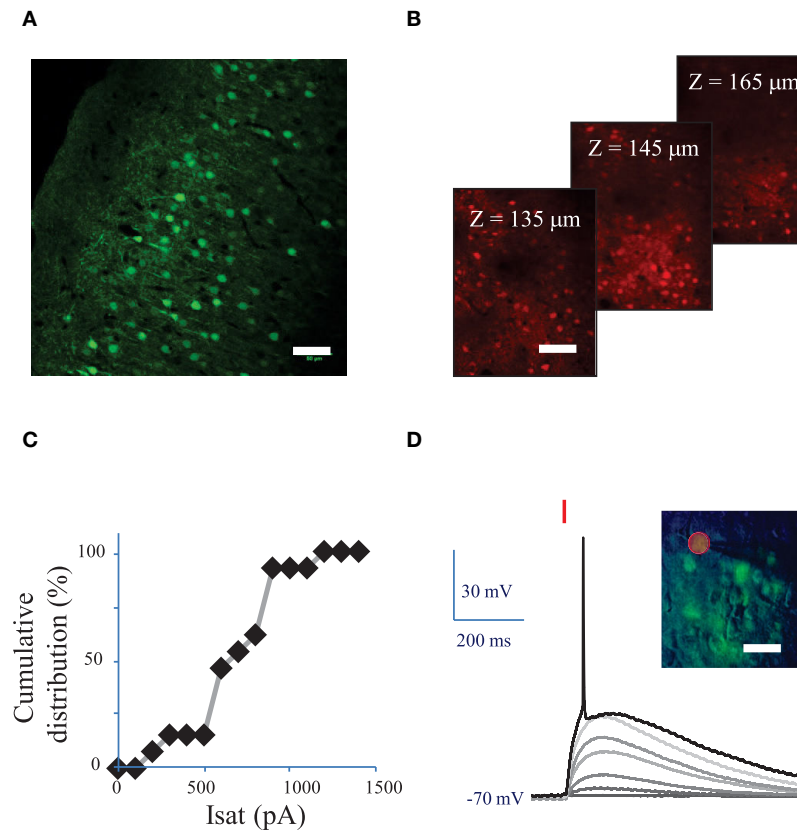 A
B
Z = 165 μm
Z = 145 μm
Z = 135 μm
C
D
Cumulative
distribution (%)
100
50
0
0
500
1000
1500
Isat (pA)
30 mV
200 ms
-70 mV